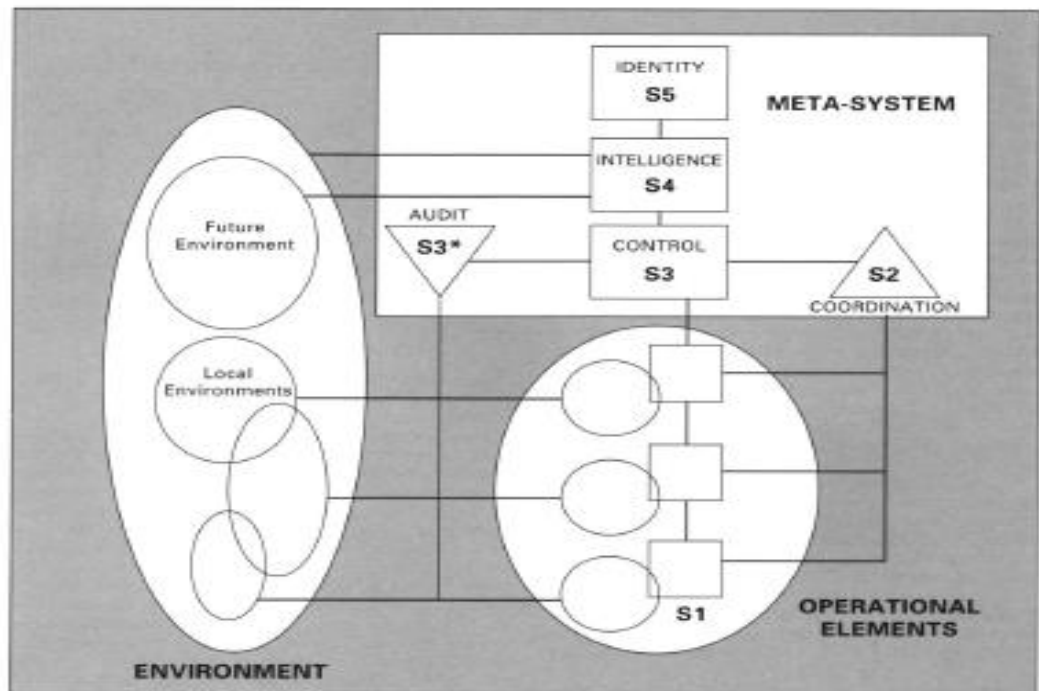 IDENTITY
S5
META-SYSTEM
INTELLIGENCE
S4
AUDIT
S3*
CONTROL
S3
S2
COORDINATION
Future
Environment
Local
Environments
S1
OPERATIONAL
ELEMENTS
ENVIRONMENT